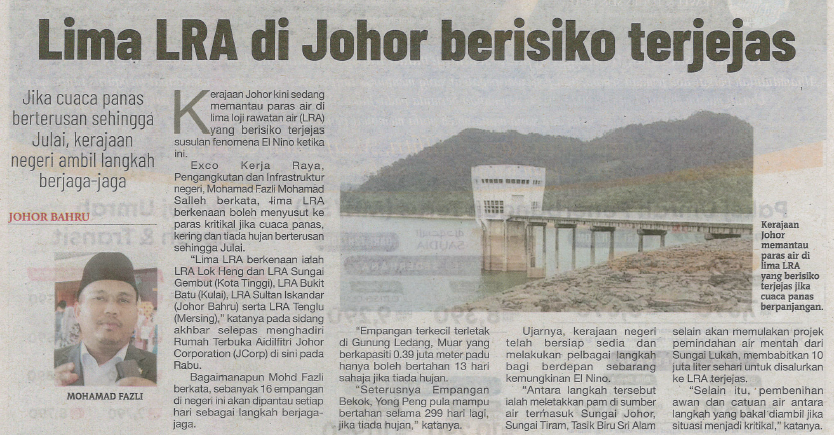 Lima LRA di Johor berisiko terjejas
Jika cuaca panas
berterusan sehingga
Julai, kerajaan
negeri ambil langkah
berjaga-jaga
JOHOR BAHRU
MOHAMAD FAZLI
Kerajaan Johor kini sedang
memantau paras air di
lima loji rawatan air (LRA)
yang berisiko terjejas
susulan fenomena El Nino ketika
ini.
Exco Kerja Raya,
Pengangkutan dan Infrastruktur
negeri, Mohamad Fazli Mohamad
Salleh berkata, lima LRA
berkenaan boleh menyusut ke
paras kritikal jika cuaca panas,
kering dan tiada hujan berterusan
sehingga Julai.
"Lima LRA berkenaan ialah
LRA Lok Heng dan LRA Sungai
Gembut (Kota Tinggi), LRA Bukit
Batu (Kulai), LRA Sultan Iskandar
(Johor Bahru) serta LRA Tenglu
(Mersing)," katanya pada sidang
akhbar selepas menghadiri
Rumah Terbuka Aidilfitri Johor
Corporation (JCorp) di sini pada
Rabu.
Bagaimanapun Mohd Fazli
berkata, sebanyak 16 empangan
di negeri ini akan dipantau setiap
hari sebagai langkah berjaga-
jaga.
Kerajaan
Johor
memantau
paras air di
lima LRA
yang berisiko
terjejas jika
cuaca panas
berpanjangan.
"Empangan terkecil terletak
di Gunung Ledang, Muar yang
berkapasiti 0.39 juta meter padu
hanya boleh bertahan 13 hari
sahaja jika tiada hujan.
"Seterusnya Empangan
Bekok, Yong Peng pula mampu
bertahan selama 299 hari lagi,
jika tiada hujan," katanya.
Ujarnya, kerajaan negeri
telah bersiap sedia dan
melakukan pelbagai langkah
bagi berdepan sebarang
kemungkinan El Nino.
"Antara langkah tersebut
ialah meletakkan pam di sumber
air termasuk Sungai Johor,
Sungai Tiram, Tasik Biru Sri Alam
selain akan memulakan projek
pemindahan air mentah dari
Sungai Lukah, membabitkan 10
juta liter sehari untuk disalurkan
ke LRA terjejas.
"Selain itu, pembenihan
awan dan catuan air antara
langkah yang bakal diambil jika
situasi menjadi kritikal," katanya.